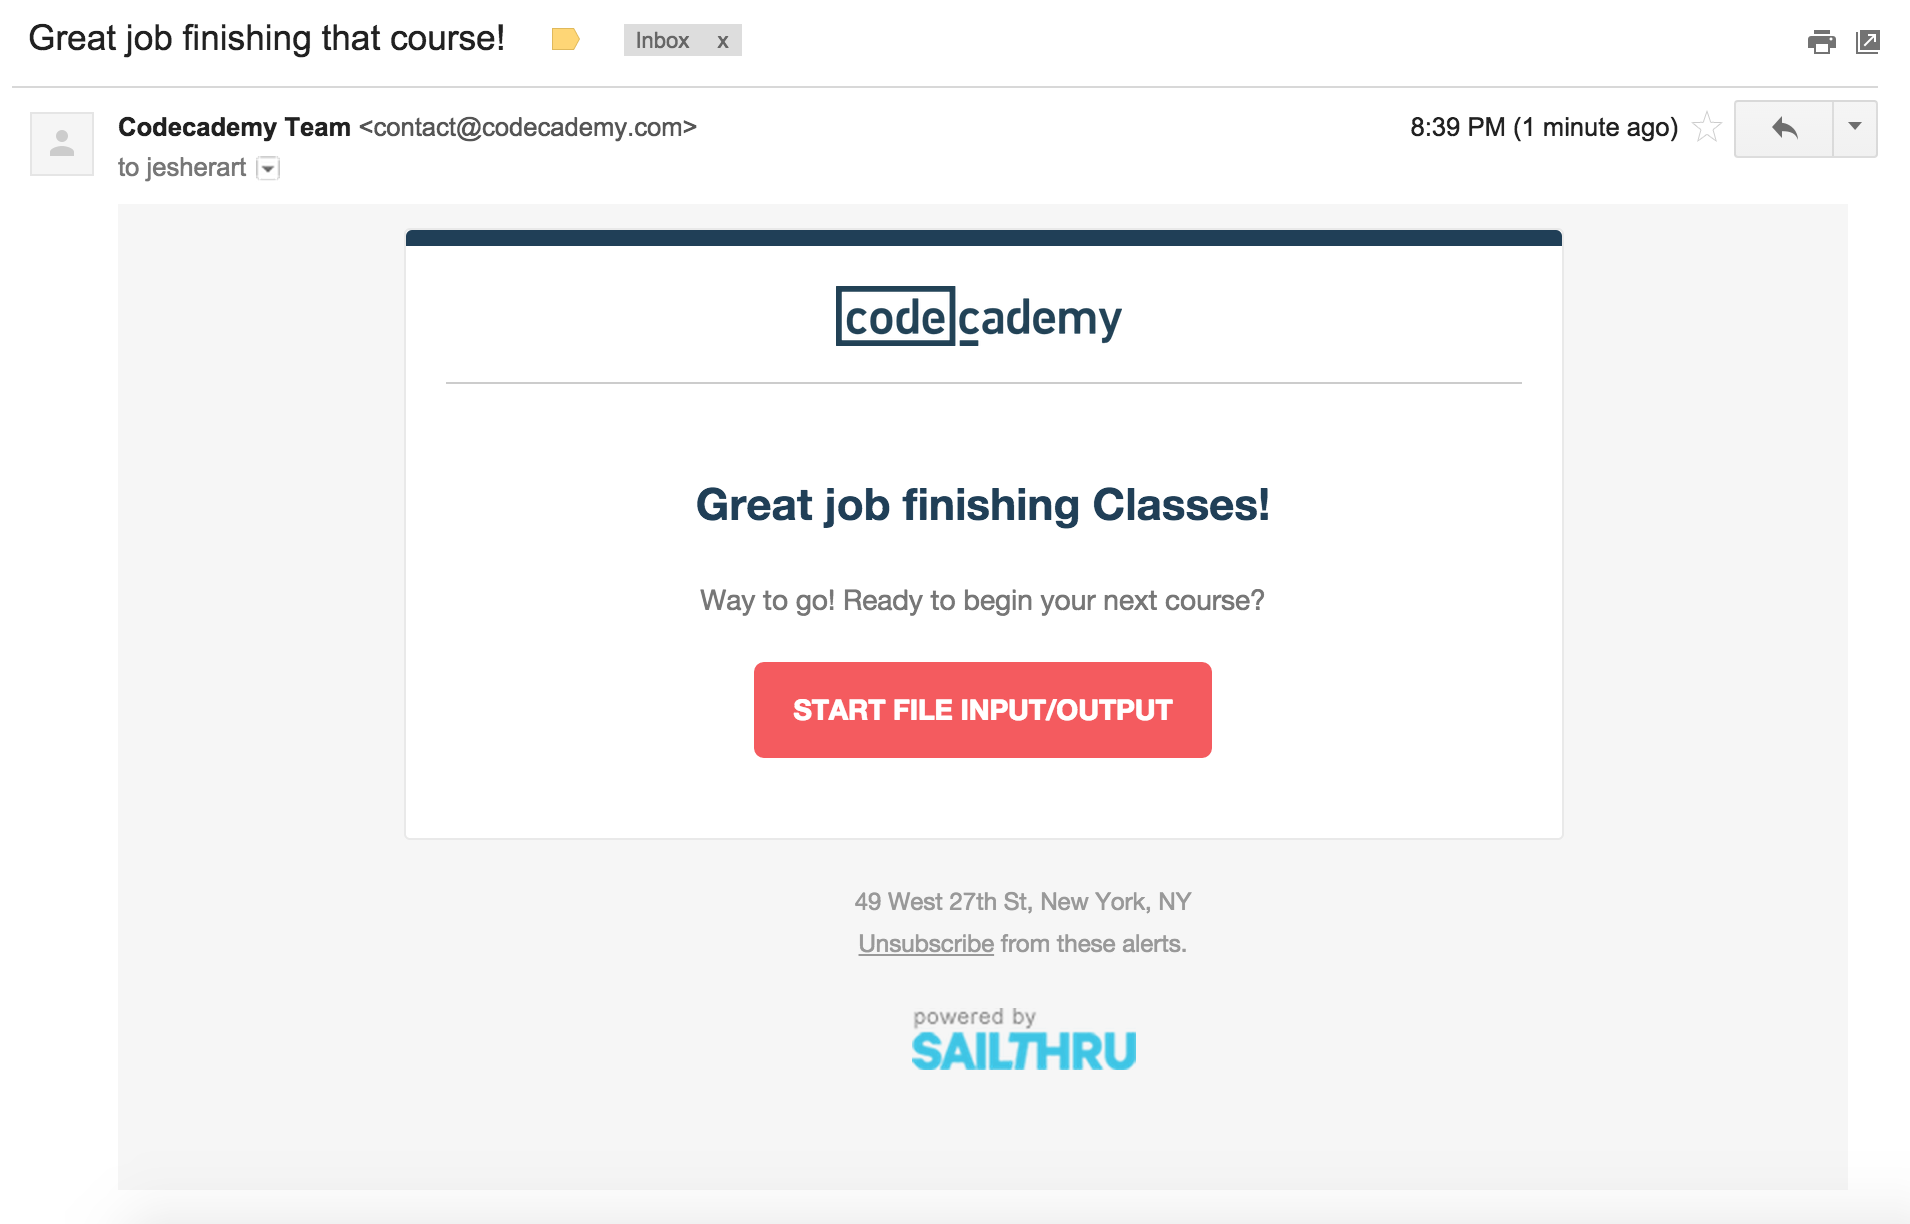 Great job finishing that course!
Inbox x
Codecademy Team <contact@codecademy.com>
8:39 PM (1 minute ago)
to jesherart
codecademy
Great job finishing Classes!
Way to go! Ready to begin your next course?
START FILE INPUT/OUTPUT
49 West 27th St, New York, NY
Unsubscribe from these alerts.
powered by
SAILTHRU